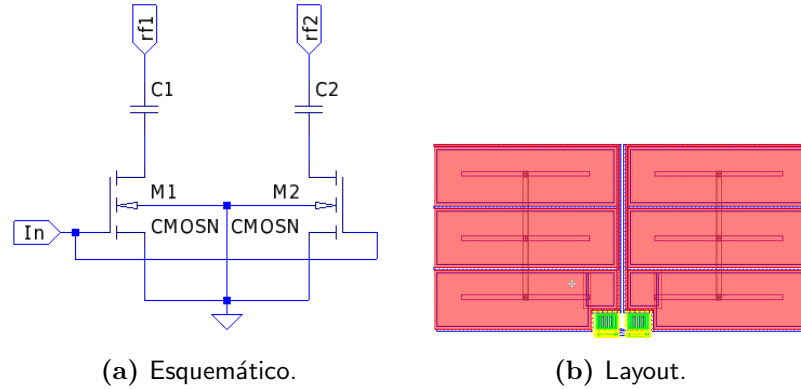 rf1 rf2
C1 C2
M1 M2
CMOSN CMOSN
In
(a) Esquemático. (b) Layout.